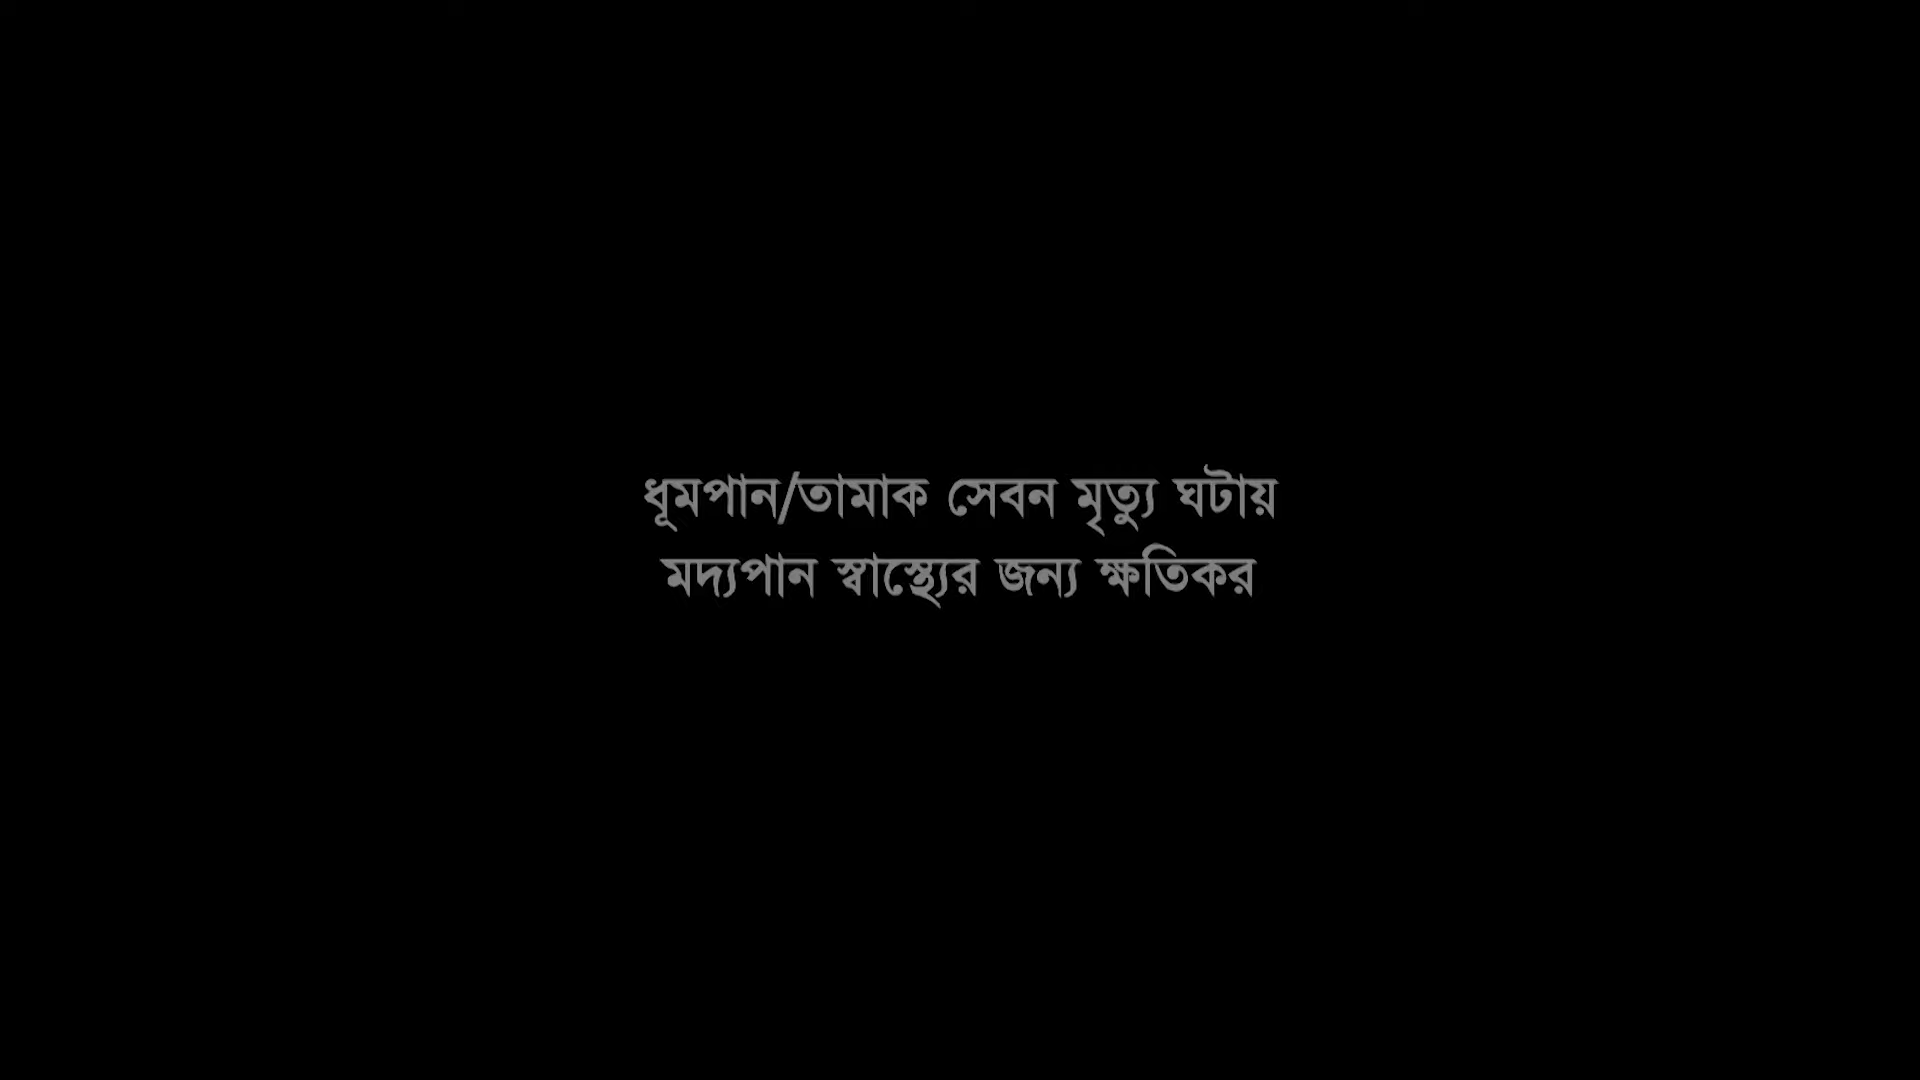 ধূমপান/তামাক সেবন মৃত্যু ঘটায়
মদ্যপান স্বাস্থ্যের জন্য ক্ষতিকর